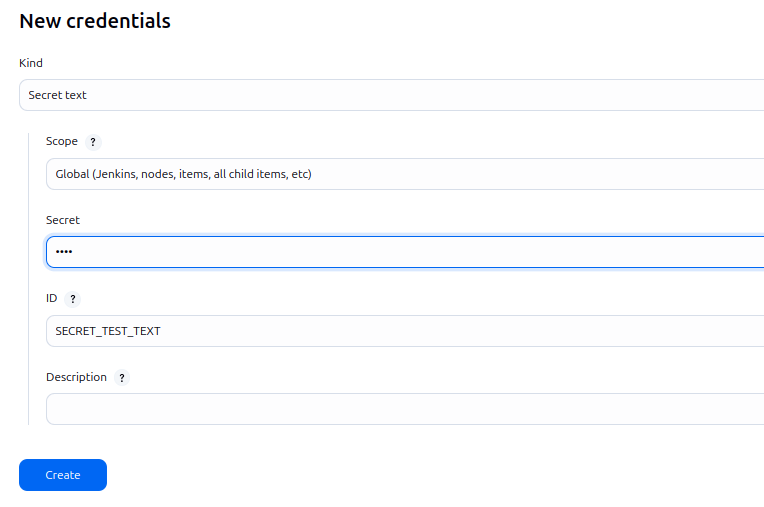 New credentials
Kind
Secret text
Scope ?
Global (Jenkins, nodes, items, all child items, etc)
Secret
••••
ID ?
SECRET_TEST_TEXT
Description ?
Create